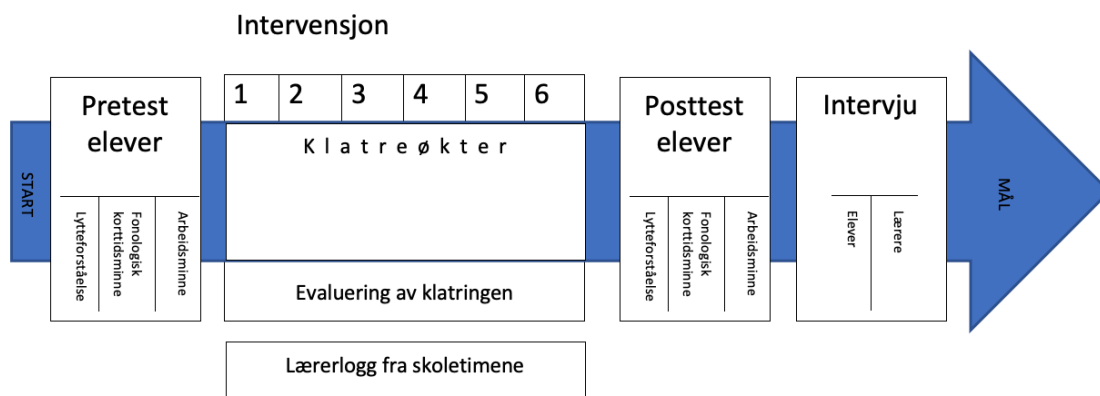 Intervensjon
START
Pretest
elever
Lytteforståelse
Fonologisk
korttidsminne
Arbeidsminne
1 2 3 4 5 6
Klatreøkter
Evaluering av klatringen
Lærerlogg fra skoletimene
Posttest
elever
Lytteforståelse
Fonologisk
korttidsminne
Arbeidsminne
Intervju
Elever
Lærere
MÅL